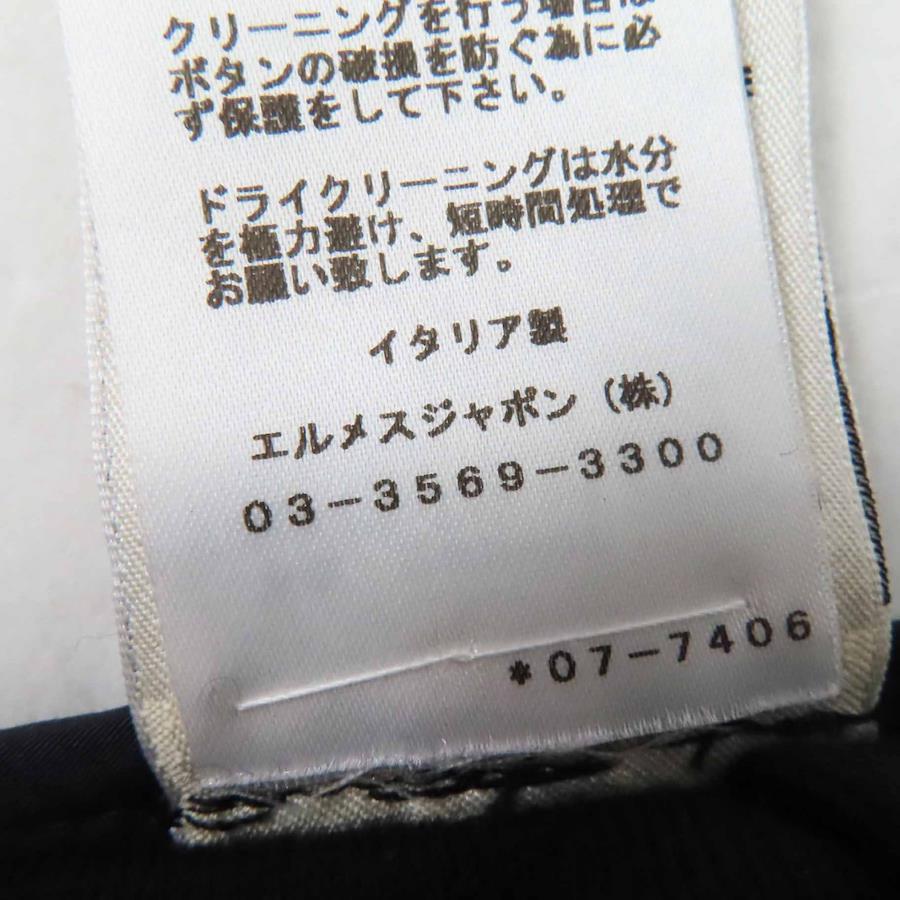 クリーニングを行う場合は
ボタンの破損を防ぐ為に必
ず保護をして下さい。
ドライクリーニングは水分
を極力避け、短時間処理で
お願い致します。
イタリア製
エルメスジャポン（株）
03-3569-3300
*07-7406